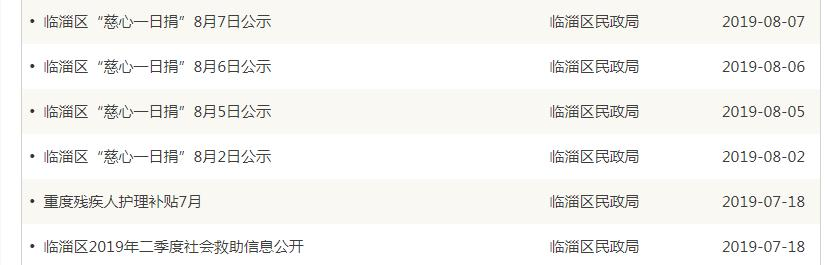 • 临淄区“慈心一日捐”8月7日公示 临淄区民政局 2019-08-07
• 临淄区“慈心一日捐”8月6日公示 临淄区民政局 2019-08-06
• 临淄区“慈心一日捐”8月5日公示 临淄区民政局 2019-08-05
• 临淄区“慈心一日捐”8月2日公示 临淄区民政局 2019-08-02
• 重度残疾人护理补贴7月 临淄区民政局 2019-07-18
• 临淄区2019年二季度社会救助信息公开 临淄区民政局 2019-07-18